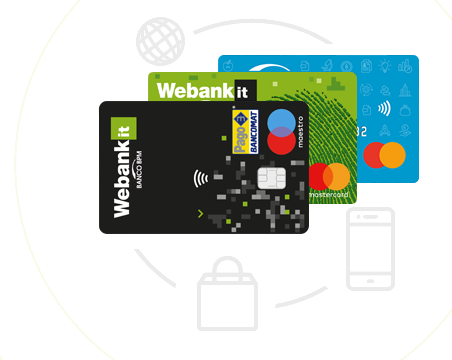 Webank it
Webank it
BANCO BPM
Pago
BANCOMAT
maestro
mastercard
32